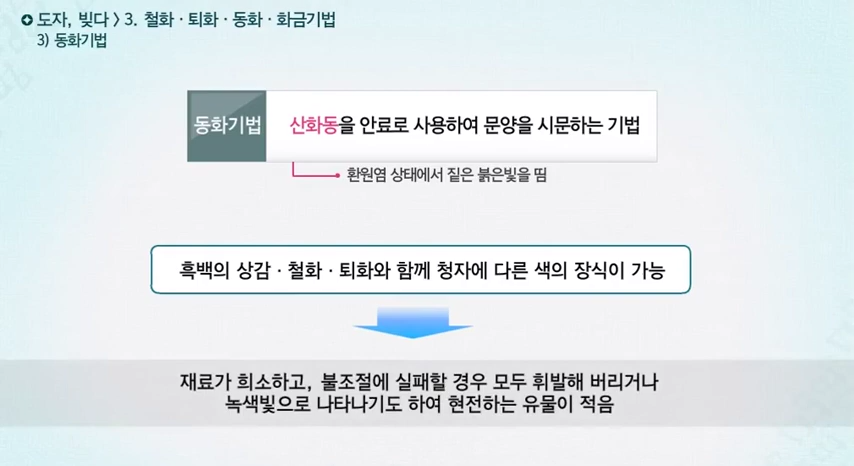 도자, 빚다 > 3. 철화 · 퇴화 · 동화 · 화금기법
3) 동화기법
동화기법
산화동을 안료로 사용하여 문양을 시문하는 기법
환원염 상태에서 짙은 붉은빛을 띰
흑백의 상감 · 철화 · 퇴화와 함께 청자에 다른 색의 장식이 가능
재료가 희소하고, 불조절에 실패할 경우 모두 휘발해 버리거나
녹색빛으로 나타나기도 하여 현전하는 유물이 적음